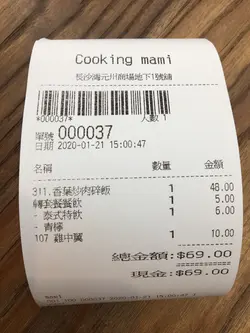 Cooking mami
長沙灣元州商場地下1號舖
*000037*
人數 1
單號 000037
日期 2020-01-21 15:00:47
名稱 數量 金額
311.香葉炒肉碎飯 1 48.00
轉套餐餐飲 1 5.00
- 泰式特飲 1 6.00
- 青檸
107 雞中翼 1 10.00
總金額:$69.00
現金:$69.00